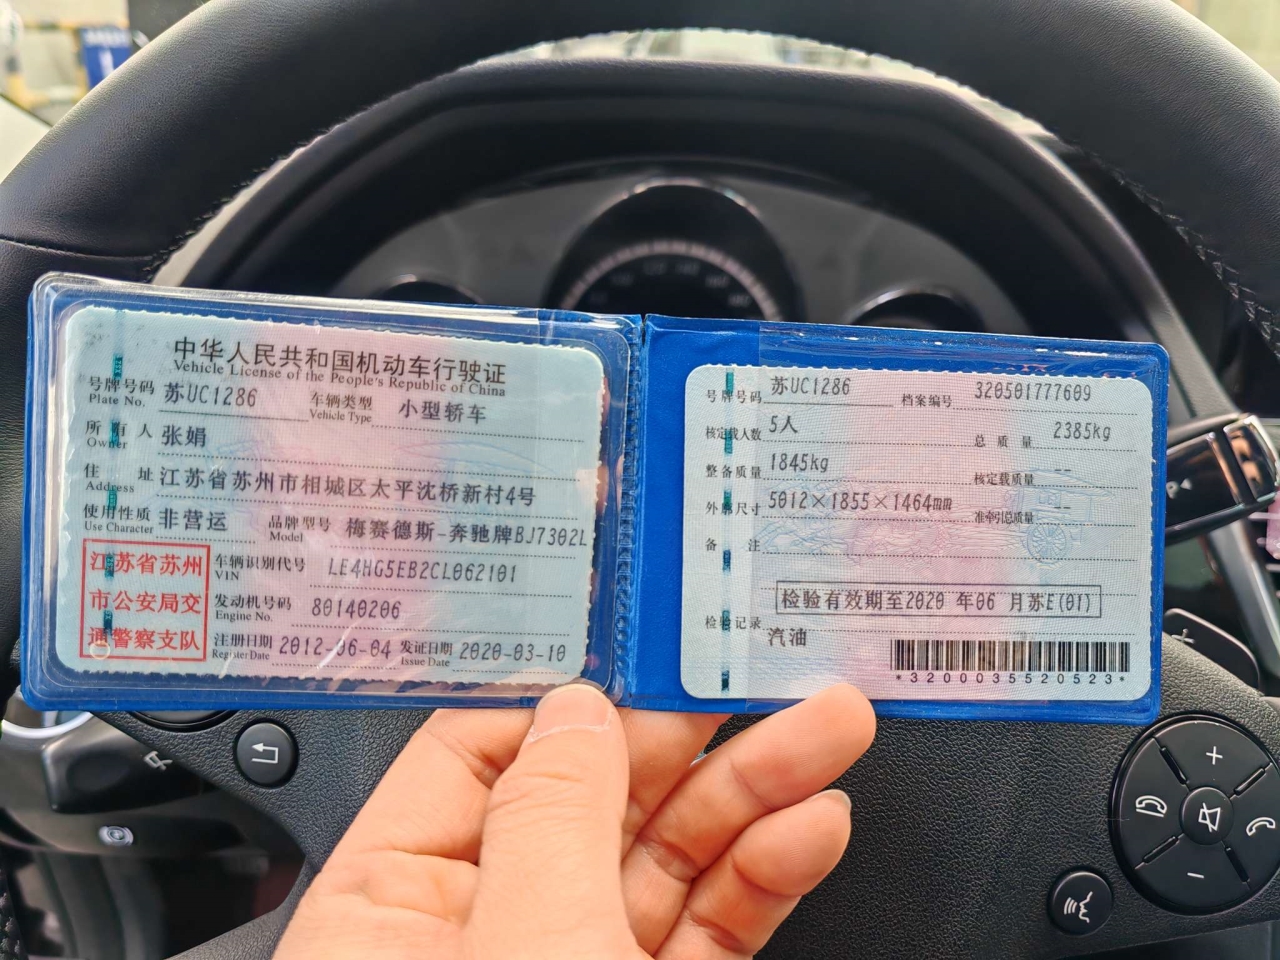 中华人民共和国机动车行驶证
Vehicle License of the People's Republic of China
号牌号码 苏UC1286 车辆类型 小型轿车
Plate No. Vehicle Type
所有人 张娟
Owner
住址 江苏省苏州市相城区太平沈桥新村4号
Address
使用性质 非营运 品牌型号 梅赛德斯-奔驰牌BJ7302L
Use Character Model
江苏省苏州
市公安局交
通警察支队
车辆识别代号 LE4HG5EB2CL062101
VIN
发动机号码 80140206
Engine No.
注册日期 2012-06-04 发证日期 2020-03-10
Register Date Issue Date
号牌号码 苏UC1286 档案编号 320501777609
核定载人数 5人 总质量 2385kg
整备质量 1845kg 核定载质量 --
外廓尺寸 5012×1855×1464mm 准牵引总质量 --
备注
检验有效期至2020 年06 月苏E(01)
检验记录
汽油
*3200035520523*